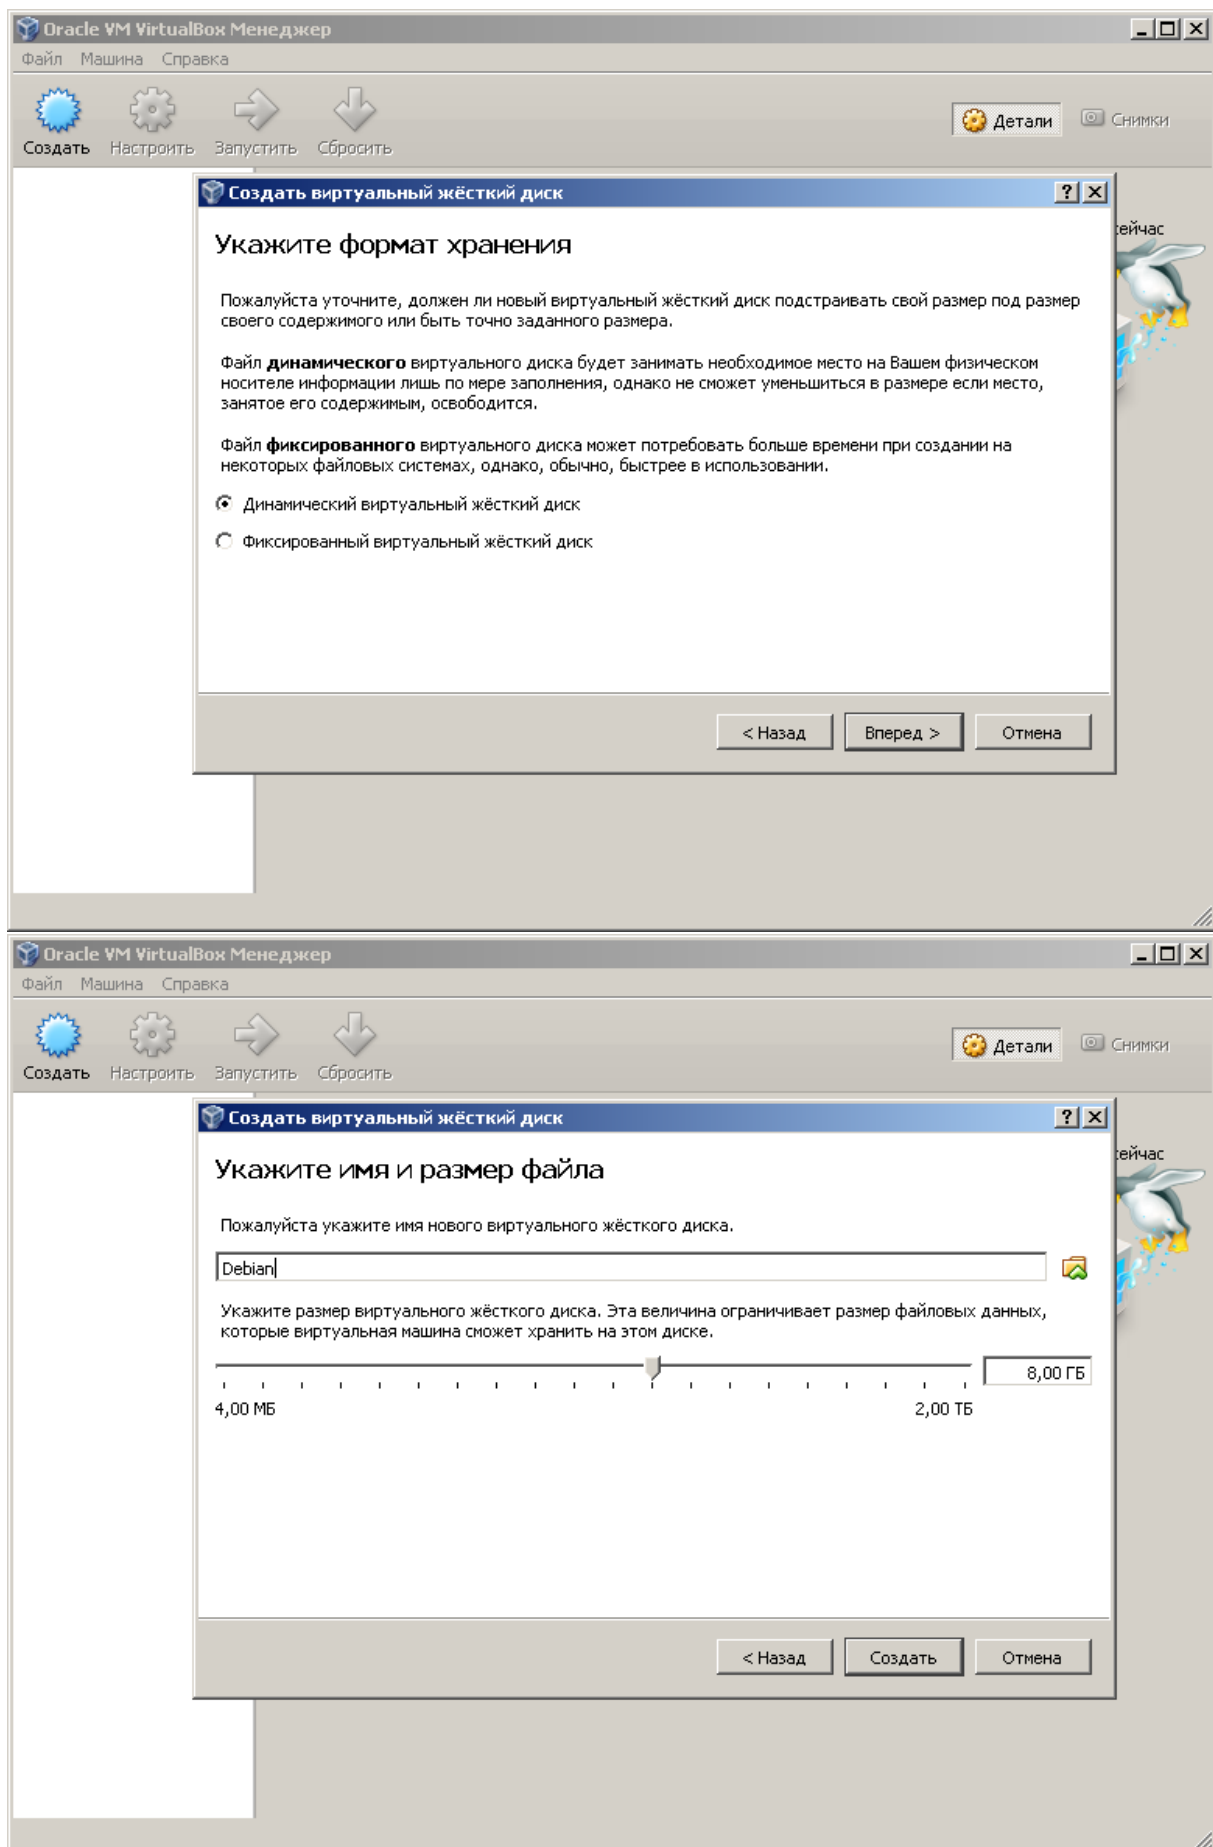 Oracle VM VirtualBox Менеджер
Файл Машина Справка
Создать Настроить Запустить Сбросить
Детали Снимки
Создать виртуальный жёсткий диск
сейчас
Укажите формат хранения
Пожалуйста уточните, должен ли новый виртуальный жёсткий диск подстраивать свой размер под размер
своего содержимого или быть точно заданного размера.
Файл динамического виртуального диска будет занимать необходимое место на Вашем физическом
носителе информации лишь по мере заполнения, однако не сможет уменьшиться в размере если место,
занятое его содержимым, освободится.
Файл фиксированного виртуального диска может потребовать больше времени при создании на
некоторых файловых системах, однако, обычно, быстрее в использовании.
Динамический виртуальный жёсткий диск
Фиксированный виртуальный жёсткий диск
< Назад Вперед > Отмена
Oracle VM VirtualBox Менеджер
Файл Машина Справка
Создать Настроить Запустить Сбросить
Детали Снимки
Создать виртуальный жёсткий диск
сейчас
Укажите имя и размер файла
Пожалуйста укажите имя нового виртуального жёсткого диска.
Debian
Укажите размер виртуального жёсткого диска. Эта величина ограничивает размер файловых данных,
которые виртуальная машина сможет хранить на этом диске.
8,00 ГБ
4,00 МБ 2,00 ТБ
< Назад Создать Отмена